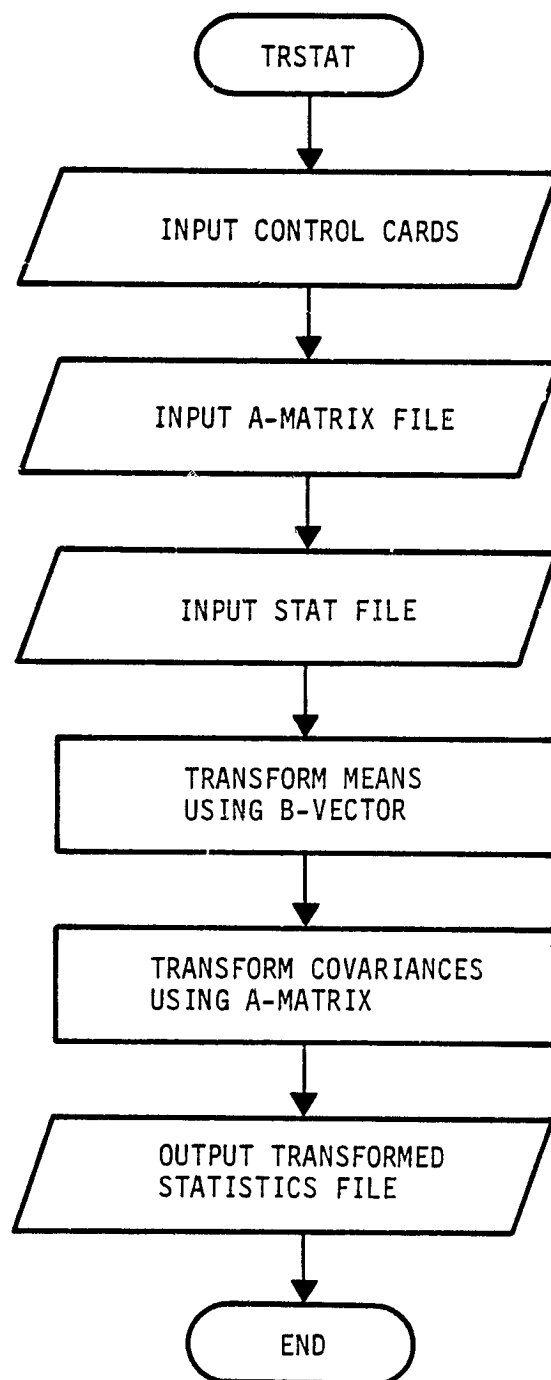 TRSTAT
INPUT CONTROL CARDS
INPUT A-MATRIX FILE
INPUT STAT FILE
TRANSFORM MEANS
USING B-VECTOR
TRANSFORM COVARIANCES
USING A-MATRIX
OUTPUT TRANSFORMED
STATISTICS FILE
END